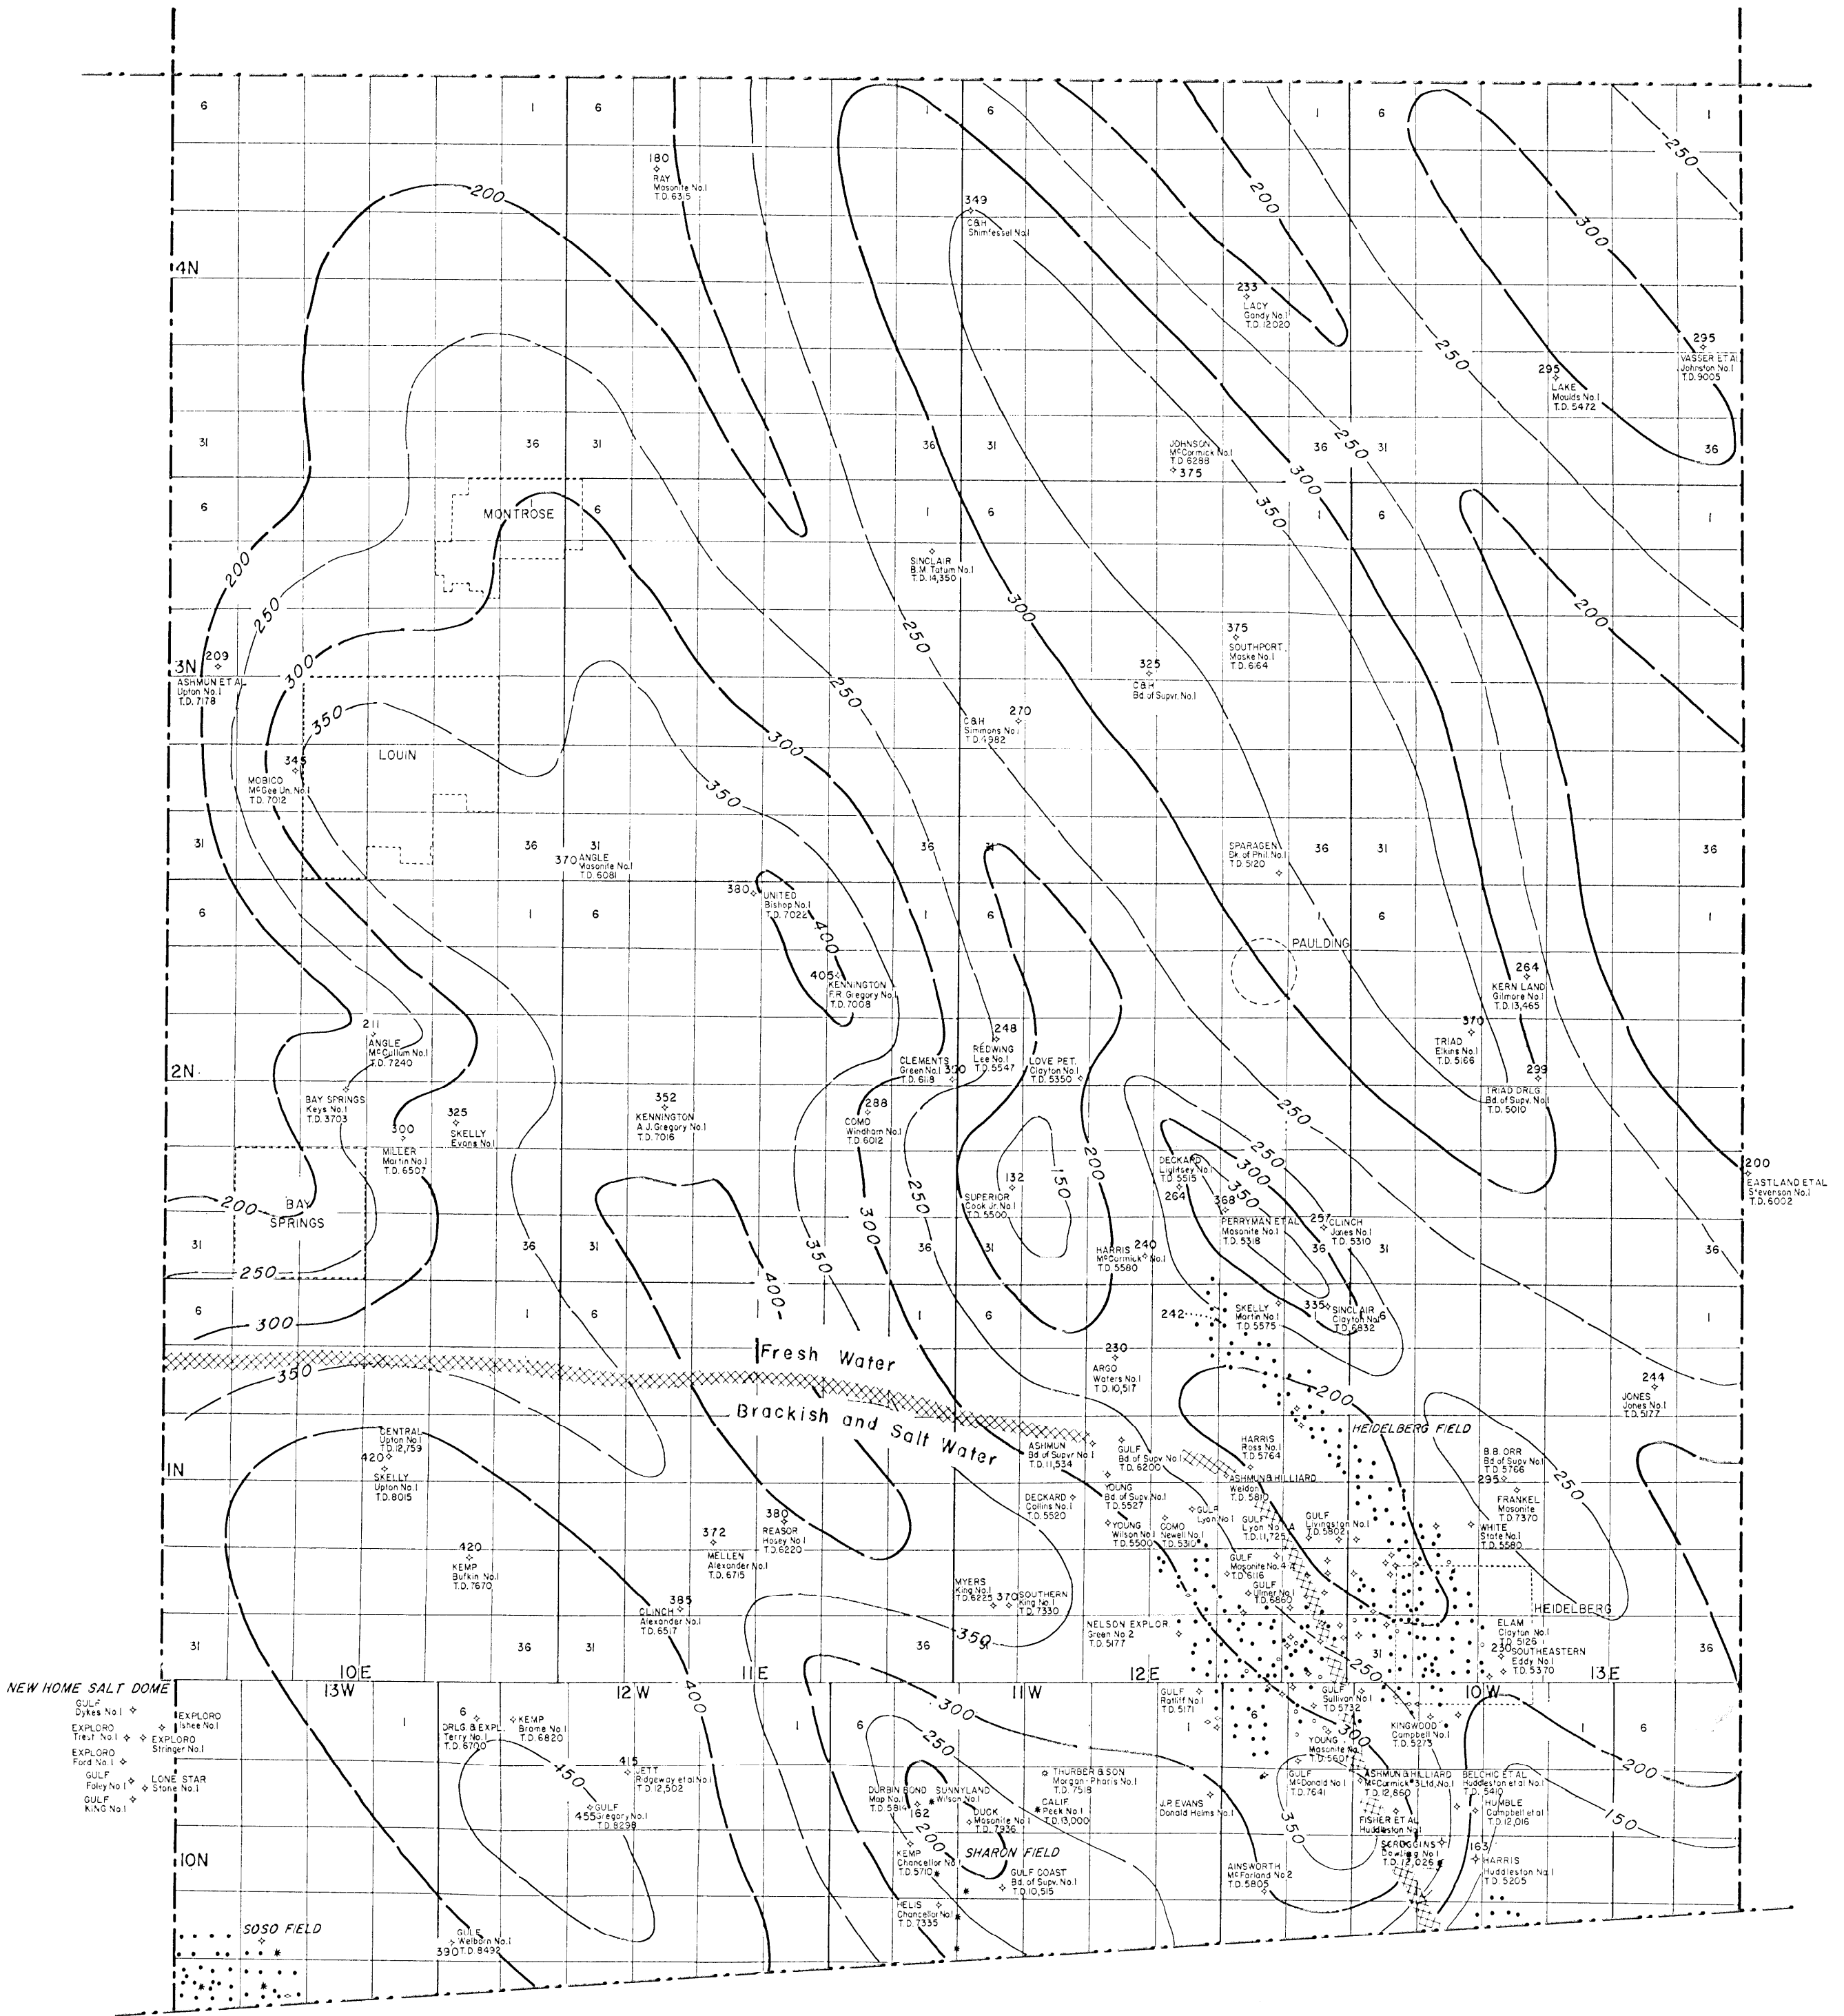 6
1
6
1
6
1
6
1
250
180
RAY
Masonite No.1
T.D. 6315
200
200
300
349
C&H
Shimfessel No.1
4N
233
LACY
Gandy No.1
T.D. 12020
250
295
VASSER ET AL
Johnston No.1
T.D. 9005
295
LAKE
Moulds No.1
T.D. 5472
31
36
31
36
31
36
31
36
250
JOHNSON
McCormick No.1
T.D. 6288
375
300
350
6
MONTROSE
6
1
6
1
6
1
200
SINCLAIR
B.M. Tatum No.1
T.D. 14,350
250
300
250
200
3N
209
ASHMUN ET AL
Upton No.1
T.D. 7178
300
375
SOUTHPORT
Maske No.1
T.D. 6164
325
C&H
Bd. of Supvr. No.1
250
350
270
C&H
Simmons No.1
T.D. 4982
300
LOUIN
345
MOBICO
McGee Un. No.1
T.D. 7012
350
31
36
31
36
31
36
31
36
370
ANGLE
Masonite No.1
T.D. 6081
SPARAGEN
Bk. of Phil. No.1
T.D. 5120
380
UNITED
Bishop No.1
T.D. 7022
6
1
6
1
6
1
6
1
400
PAULDING
405
KENNINGTON
F.R. Gregory No.1
T.D. 7008
264
KERN LAND
Gilmore No.1
T.D. 13,465
211
ANGLE
McCullum No.1
T.D. 7240
248
REDWING
Lee No.1
T.D. 5547
370
TRIAD
Elkins No.1
T.D. 5166
2N
CLEMENTS
Green No.1
T.D. 6118
LOVE PET.
Clayton No.1
T.D. 5350
299
TRIAD DRLG
Bd. of Supv. No.1
T.D. 5010
BAY SPRINGS
Keys No.1
T.D. 3703
325
SKELLY
Evans No.1
352
KENNINGTON
A.J. Gregory No.1
T.D. 7016
288
COMO
Windham No.1
T.D. 6012
250
300
MILLER
Martin No.1
T.D. 6507
250
300
350
DECKARD
Lightsey No.1
T.D. 5515
264
200
150
200
EASTLAND ET AL
Stevenson No.1
T.D. 6002
132
SUPERIOR
Cook Jr. No.1
T.D. 5500
368
PERRYMAN ET AL
Masonite No.1
T.D. 5318
257
CLINCH
Jones No.1
T.D. 5310
200
BAY
SPRINGS
250
300
31
36
31
350
36
31
HARRIS
McCormick No.1
T.D. 5580
240
36
31
36
250
400
6
1
6
1
6
242
SKELLY
Martin No.1
T.D. 5575
335
1
SINCLAIR
Clayton No.1
T.D. 6832
6
1
300
Fresh Water
230
ARGO
Waters No.1
T.D. 10,517
350
200
244
JONES
Jones No.1
T.D. 5177
Brackish and Salt Water
HEIDELBERG FIELD
CENTRAL
Upton No.1
T.D. 12,759
420
SKELLY
Upton No.1
T.D. 8015
1N
ASHMUN
Bd of Supvr No.1
T.D. 11,534
GULF
Bd of Supv. No.1
T.D. 6200
HARRIS
Ross No.1
T.D. 5764
B.B. ORR
Bd of Supv No.1
T.D. 5766
295
250
ASHMUN & HILLIARD
Weldon
T.D. 5810
YOUNG
Bd. of Supv. No.1
T.D. 5527
FRANKEL
Masonite
T.D. 7370
DECKARD
Collins No.1
T.D. 5520
GULF
Lyon No.1
380
REASOR
Hosey No.1
T.D. 6220
YOUNG
Wilson No.1
T.D. 5500
COMO
Newell No.1
T.D. 5310
GULF
Lyon No.1 A
T.D. 11,725
GULF
Livingston No.1
T.D. 5802
WHITE
State No.1
T.D. 5580
372
MELLEN
Alexander No.1
T.D. 6715
420
KEMP
Bufkin No.1
T.D. 7670
GULF
Masonite No. 4
T.D. 6116
MYERS
King No.1
T.D. 6225
370
SOUTHERN
King No.1
T.D. 7330
GULF
Ulmer No.1
T.D. 6860
385
CLINCH
Alexander No.1
T.D. 6517
HEIDELBERG
NELSON EXPLOR.
Green No 2
T.D. 5177
350
ELAM
Clayton No.1
T.D. 5126
230
SOUTHEASTERN
Eddy No.1
T.D. 5370
31
36
31
36
31
31
36
250
10E
11E
12E
13E
NEW HOME SALT DOME
13W
12W
11W
10W
400
GULF
Dykes No.1
EXPLORO
Ishee No.1
EXPLORO
Trest No.1
EXPLORO
Stringer No.1
EXPLORO
Ford No.1
GULF
Foley No.1
LONE STAR
Stone No.1
GULF
KING No.1
1
6
DRLG & EXPL.
Terry No.1
T.D. 6700
KEMP
Brame No.1
T.D. 6820
1
6
300
GULF
Ratliff No.1
T.D. 5171
1
6
GULF
Sullivan No.1
T.D. 5732
KINGWOOD
Campbell No.1
T.D. 5273
1
6
300
250
YOUNG
Masonite No.
T.D. 5607
200
450
415
JETT
Ridgeway et al No.1
T.D. 12,502
THURBER & SON
Morgan-Pharis No.1
T.D. 7518
GULF
McDonald No.1
T.D. 7641
ASHMUN & HILLIARD
McCormick #3 Ltd. No.1
T.D. 12,860
BELCHIC ET AL
Huddleston et al No.1
T.D. 5410
DURBIN BOND
Map No.1
T.D. 5814
SUNNYLAND
Wilson No.1
162
CALIF.
Peek No.1
T.D. 13,000
J.P. EVANS
Donald Helms No.1
HUMBLE
Campbell et al
T.D. 12,016
150
455
GULF
Gregory No.1
T.D. 8298
DUCK
Masonite No.1
T.D. 7936
350
FISHER ET AL
Huddleston No.1
200
SHARON FIELD
SCROGGINS
Dowling No.1
T.D. 12,026
163
HARRIS
Huddleston No.1
T.D. 5205
10N
KEMP
Chancellor No.1
T.D. 5710
GULF COAST
Bd. of Supv. No.1
T.D. 10,515
AINSWORTH
McFarland No.2
T.D. 5805
HELIS
Chancellor No.1
T.D. 7335
SOSO FIELD
GULF
Welborn No.1
390 T.D. 8492